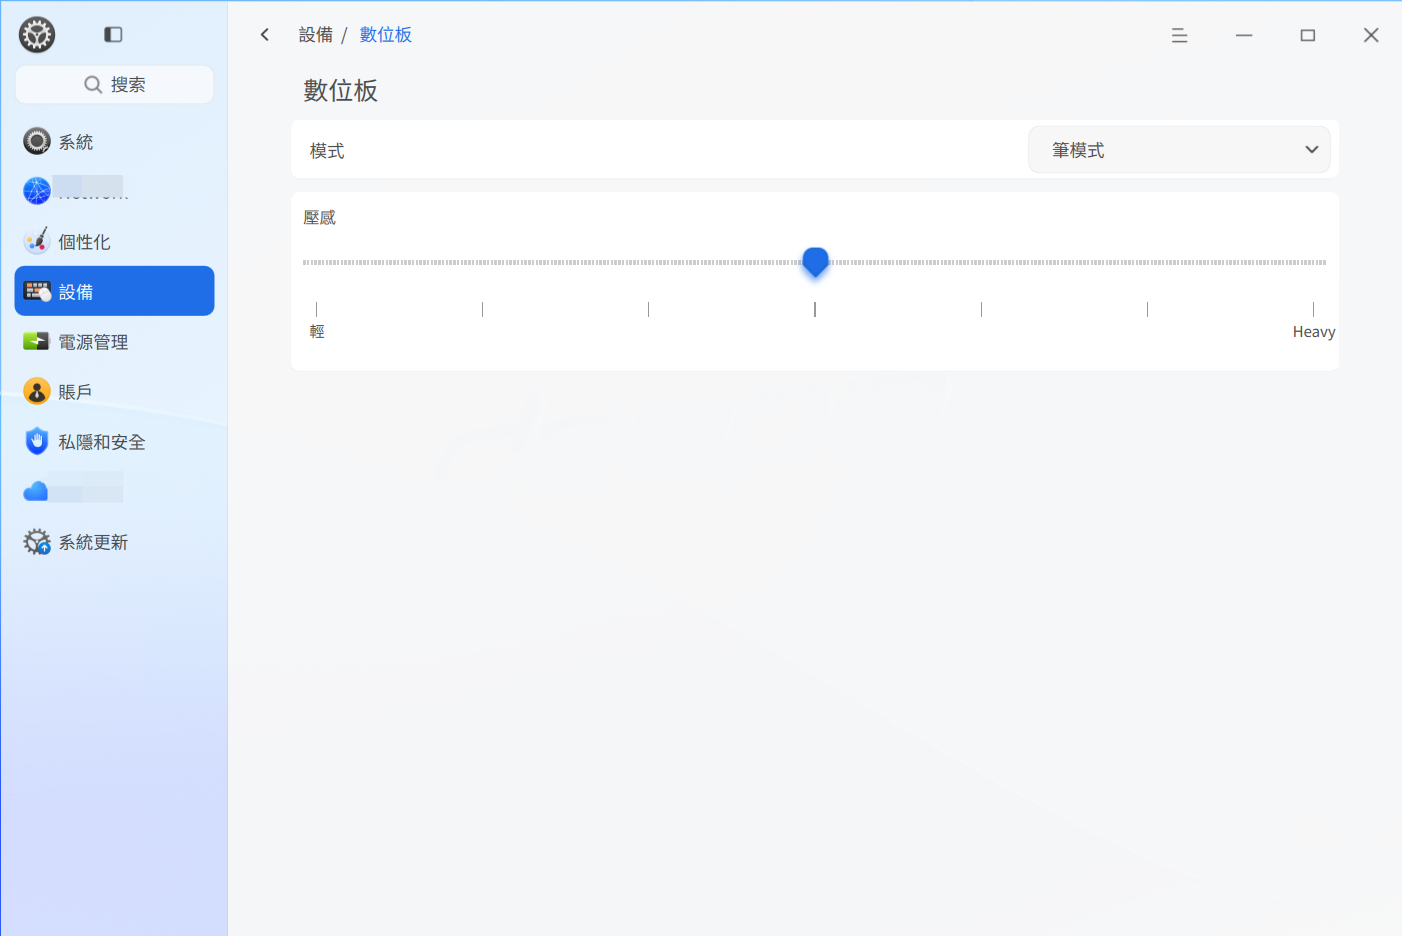 設備 / 數位板
搜索
數位板
系統
模式
筆模式
個性化
壓感
設備
輕
Heavy
電源管理
賬戶
私隱和安全
系統更新